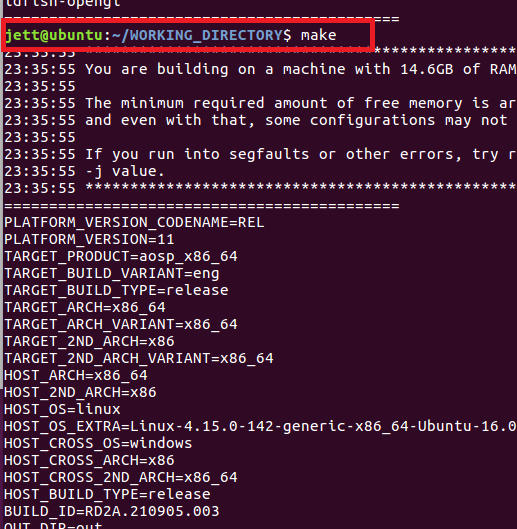 ldflsh-opengl
============================================
jett@ubuntu:~/WORKING_DIRECTORY$ make
23:35:55 ************************************************
23:35:55 You are building on a machine with 14.6GB of RAM
23:35:55
23:35:55 The minimum required amount of free memory is ar
23:35:55 and even with that, some configurations may not
23:35:55
23:35:55 If you run into segfaults or other errors, try r
23:35:55 -j value.
23:35:55 ************************************************
============================================
PLATFORM_VERSION_CODENAME=REL
PLATFORM_VERSION=11
TARGET_PRODUCT=aosp_x86_64
TARGET_BUILD_VARIANT=eng
TARGET_BUILD_TYPE=release
TARGET_ARCH=x86_64
TARGET_ARCH_VARIANT=x86_64
TARGET_2ND_ARCH=x86
TARGET_2ND_ARCH_VARIANT=x86_64
HOST_ARCH=x86_64
HOST_2ND_ARCH=x86
HOST_OS=linux
HOST_OS_EXTRA=Linux-4.15.0-142-generic-x86_64-Ubuntu-16.0
HOST_CROSS_OS=windows
HOST_CROSS_ARCH=x86
HOST_CROSS_2ND_ARCH=x86_64
HOST_BUILD_TYPE=release
BUILD_ID=RD2A.210905.003
OUT_DIR=out